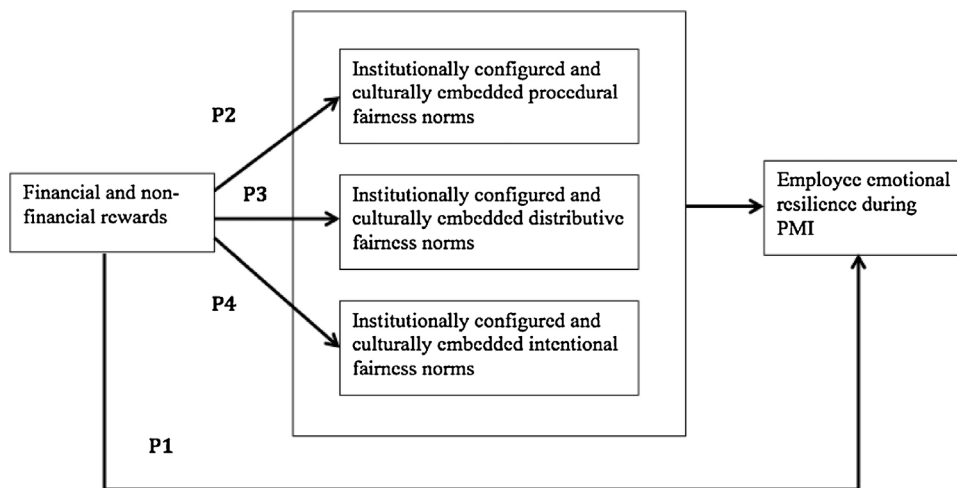 Institutionally configured and
culturally embedded procedural
fairness norms
P2
Financial and non-
financial rewards
P3
Institutionally configured and
culturally embedded distributive
fairness norms
Employee emotional
resilience during
PMI
P4
Institutionally configured and
culturally embedded intentional
fairness norms
P1